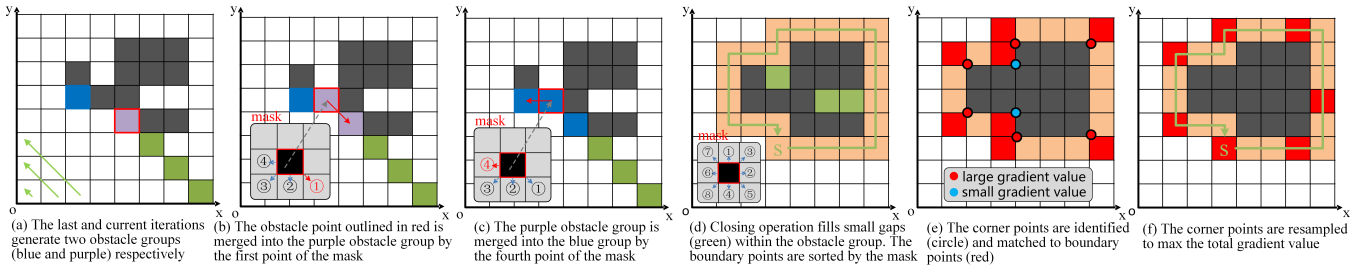 y
x
o
(a) The last and current iterations
generate two obstacle groups
(blue and purple) respectively
y
mask
④
③ ② ①
x
o
(b) The obstacle point outlined in red is
merged into the purple obstacle group by
the first point of the mask
y
mask
④
③ ② ①
x
o
(c) The purple obstacle group is
merged into the blue group by
the fourth point of the mask
y
S
mask
⑦ ① ③
⑥ ②
⑧ ④ ⑤
x
o
(d) Closing operation fills small gaps
(green) within the obstacle group. The
boundary points are sorted by the mask
y
large gradient value
small gradient value
x
o
(e) The corner points are identified
(circle) and matched to boundary
points (red)
y
S
x
o
(f) The corner points are resampled
to max the total gradient value